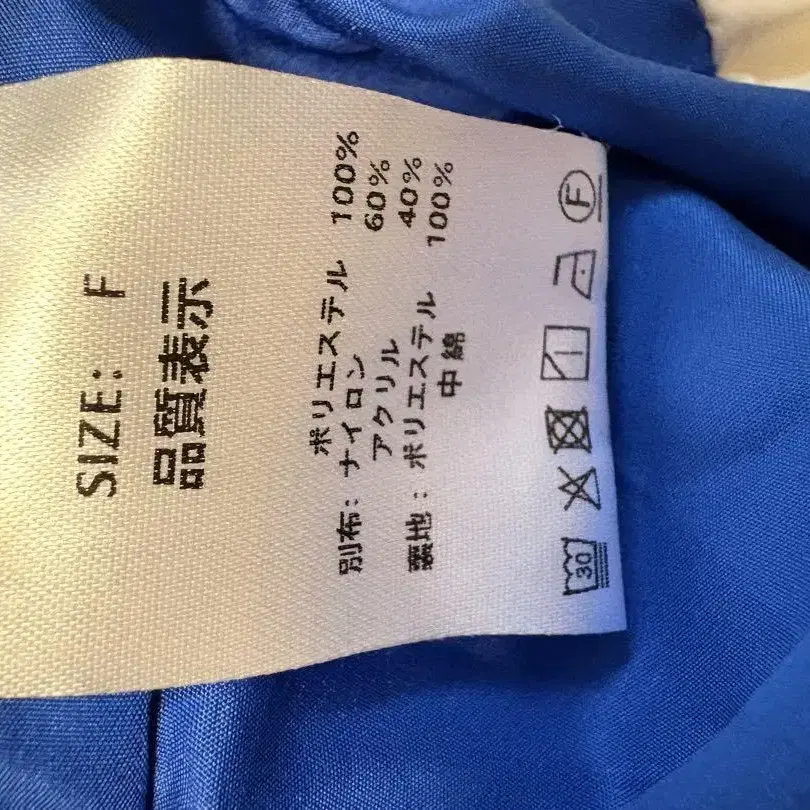 SIZE: F
品質表示
ポリエステル 100%
別布: ナイロン 60%
アクリル 40%
裏地: ポリエステル 100%
中綿
30 F